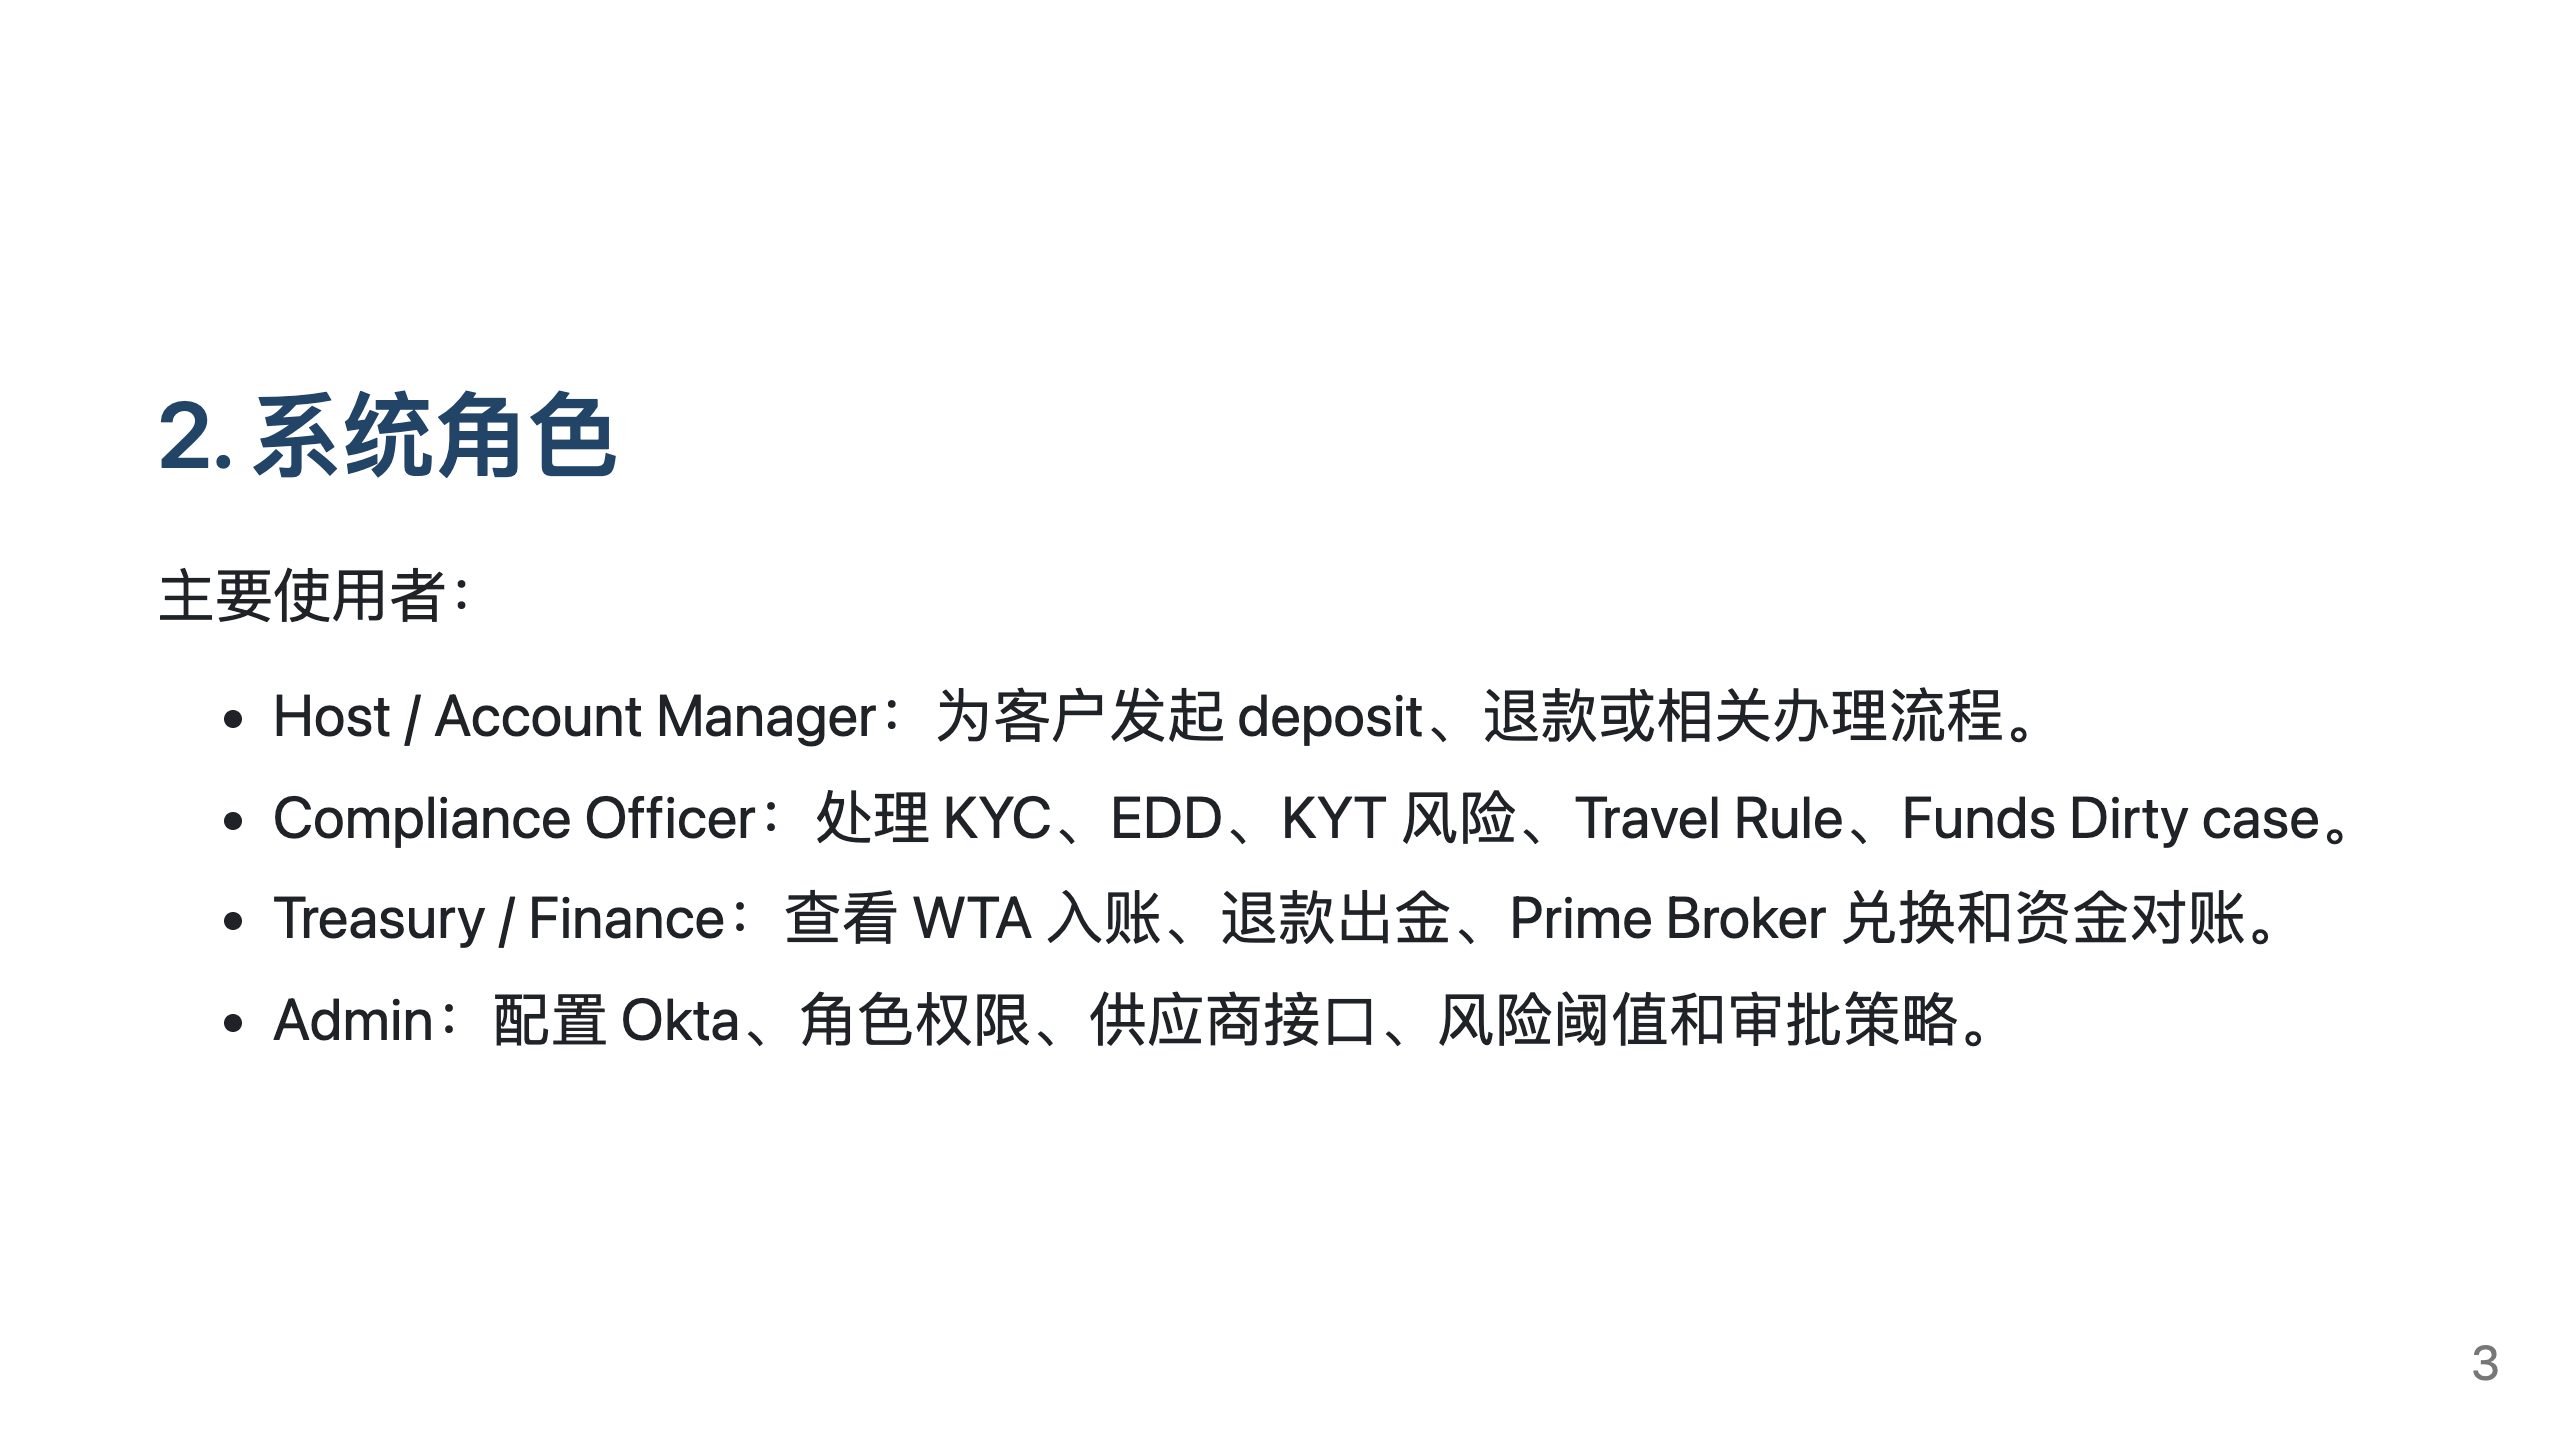 2. 系统角色
主要使用者：
• Host / Account Manager：为客户发起 deposit、退款或相关办理流程。
• Compliance Officer：处理 KYC、EDD、KYT 风险、Travel Rule、Funds Dirty case。
• Treasury / Finance：查看 WTA 入账、退款出金、Prime Broker 兑换和资金对账。
• Admin：配置 Okta、角色权限、供应商接口、风险阈值和审批策略。
3